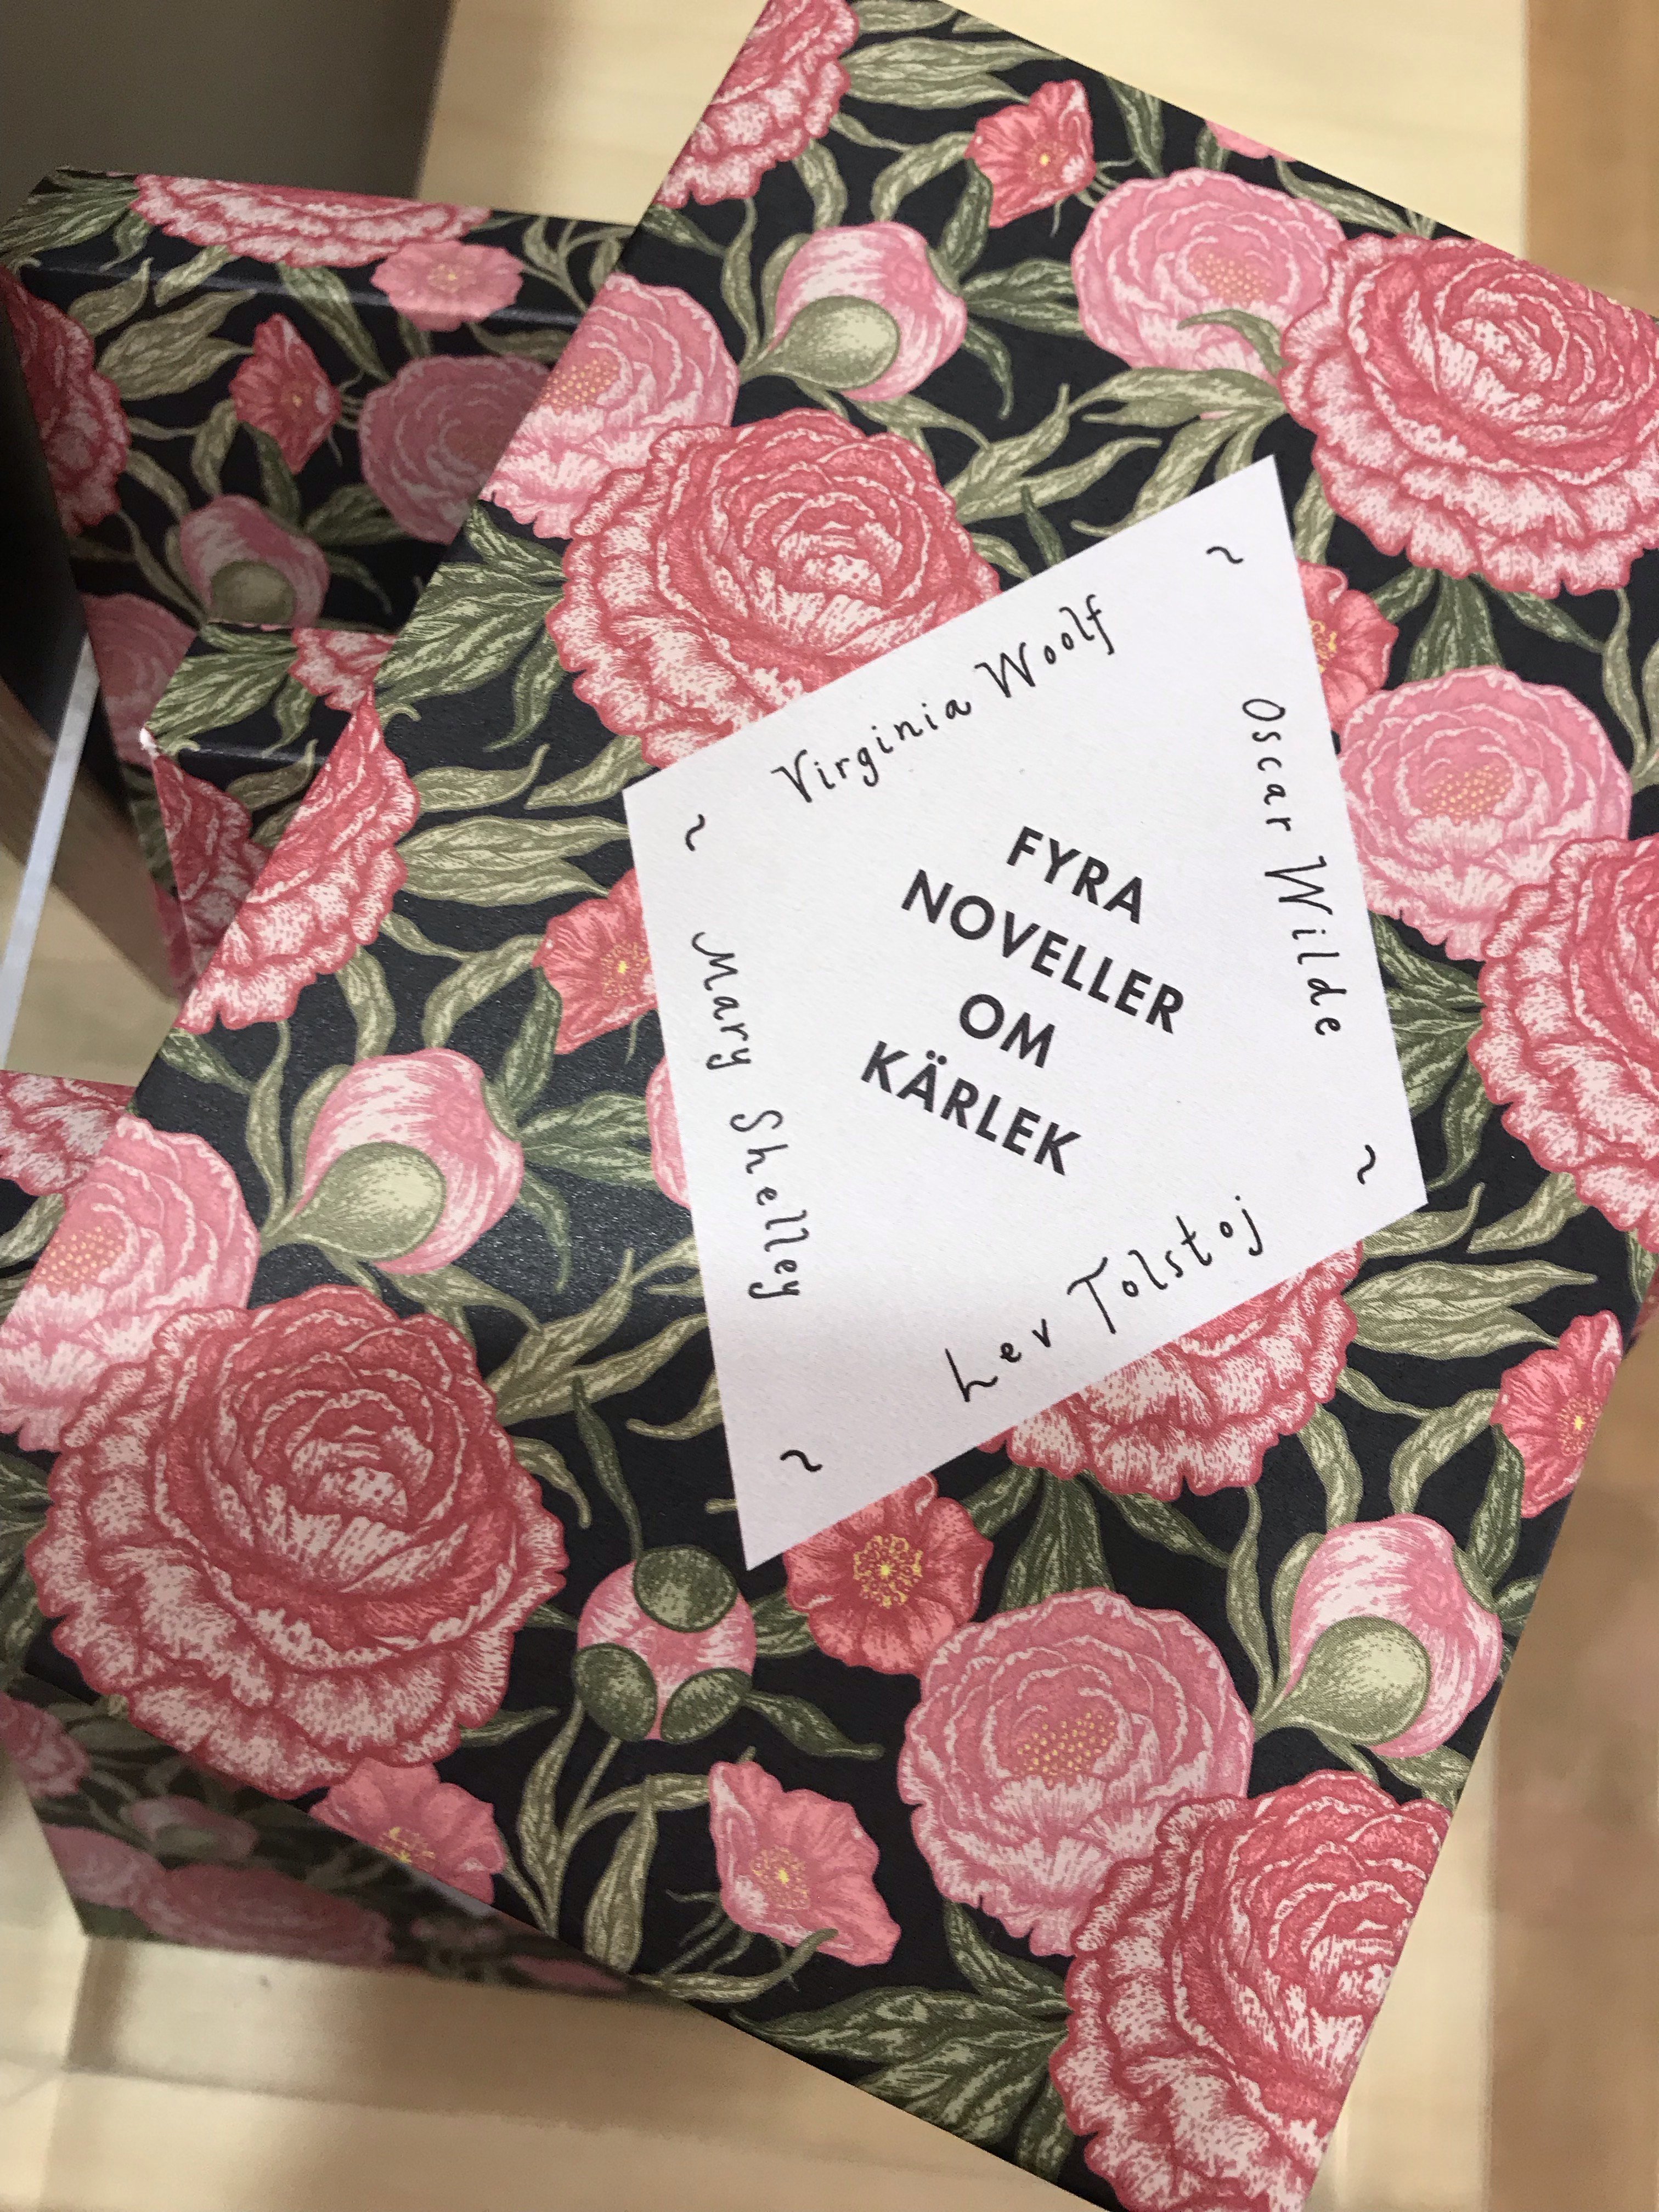 Virginia Woolf
Oscar Wilde
FYRA
NOVELLER
OM
KÄRLEK
Mary Shelley
Lev Tolstoj